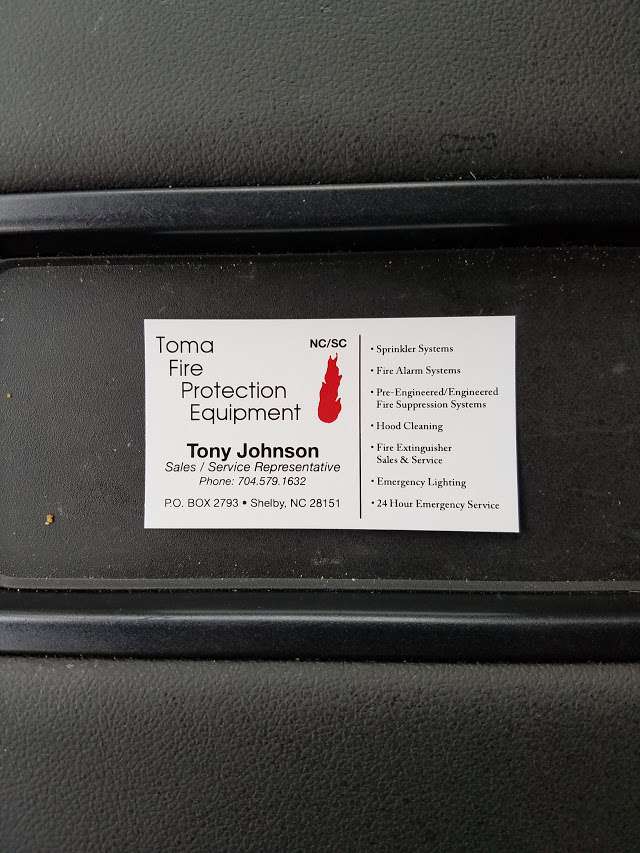 Toma
Fire
Protection
Equipment
NC/SC
Tony Johnson
Sales / Service Representative
Phone: 704.579.1632
P.O. BOX 2793 • Shelby, NC 28151
• Sprinkler Systems
• Fire Alarm Systems
• Pre-Engineered/Engineered
Fire Suppression Systems
• Hood Cleaning
• Fire Extinguisher
Sales & Service
• Emergency Lighting
• 24 Hour Emergency Service